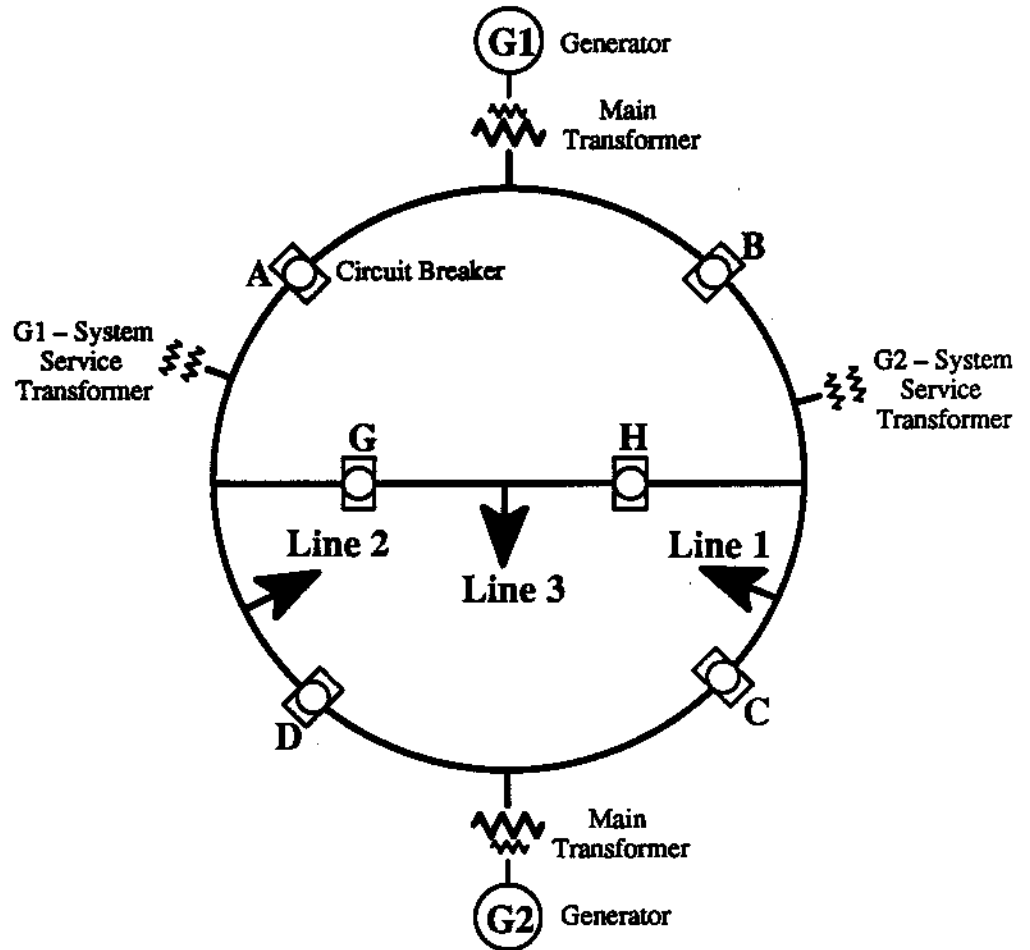 G1 Generator
Main
Transformer
B
A Circuit Breaker
G1 – System
Service
Transformer
G2 – System
Service
Transformer
G
H
Line 2
Line 1
Line 3
D
C
Main
Transformer
G2 Generator